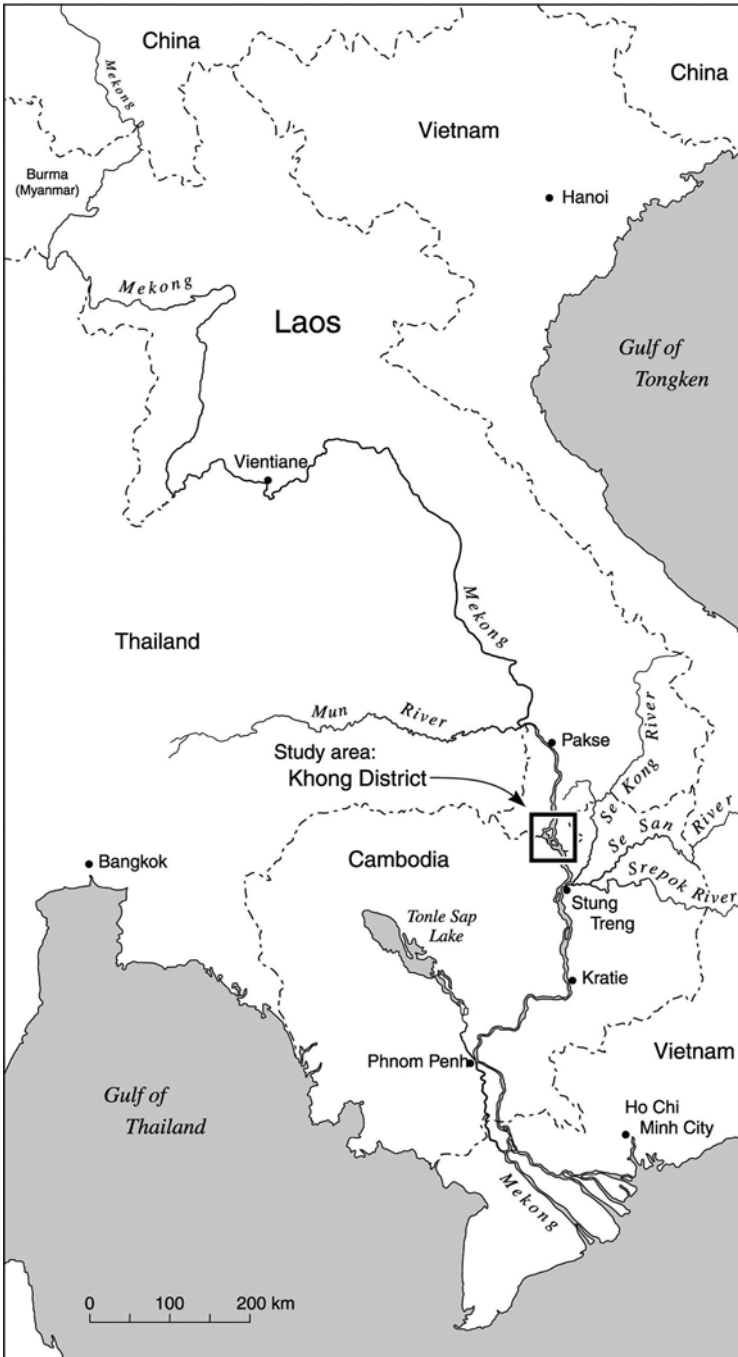 China
China
Mekong
Vietnam
Burma
(Myanmar)
Hanoi
Mekong
Laos
Gulf of
Tongken
Vientiane
Mekong
Thailand
Mun River
Pakse
Study area:
Khong District
Se Kong River
Se San River
Srepok River
Bangkok
Cambodia
Stung
Treng
Tonle Sap
Lake
Kratie
Phnom Penh
Vietnam
Gulf of
Thailand
Ho Chi
Minh City
Mekong
0 100 200 km